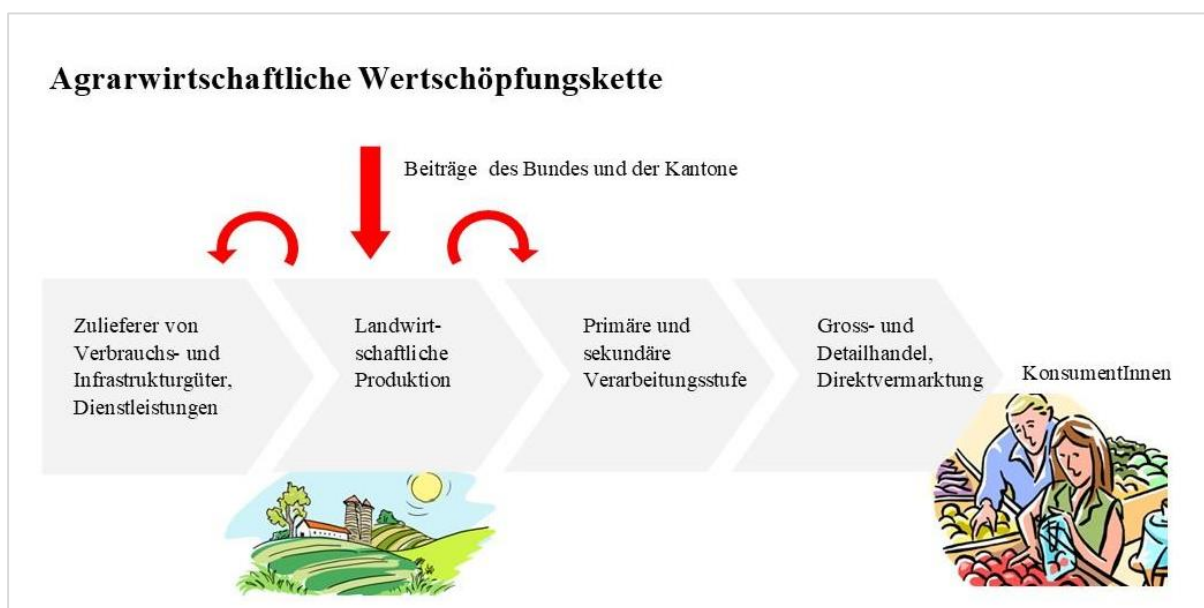 Agrarwirtschaftliche Wertschöpfungskette
Beiträge des Bundes und der Kantone
Zulieferer von
Verbrauchs- und
Infrastrukturgüter,
Dienstleistungen
Landwirt-
schaftliche
Produktion
Primäre und
sekundäre
Verarbeitungsstufe
Gross- und
Detailhandel,
Direktvermarktung
KonsumentInnen